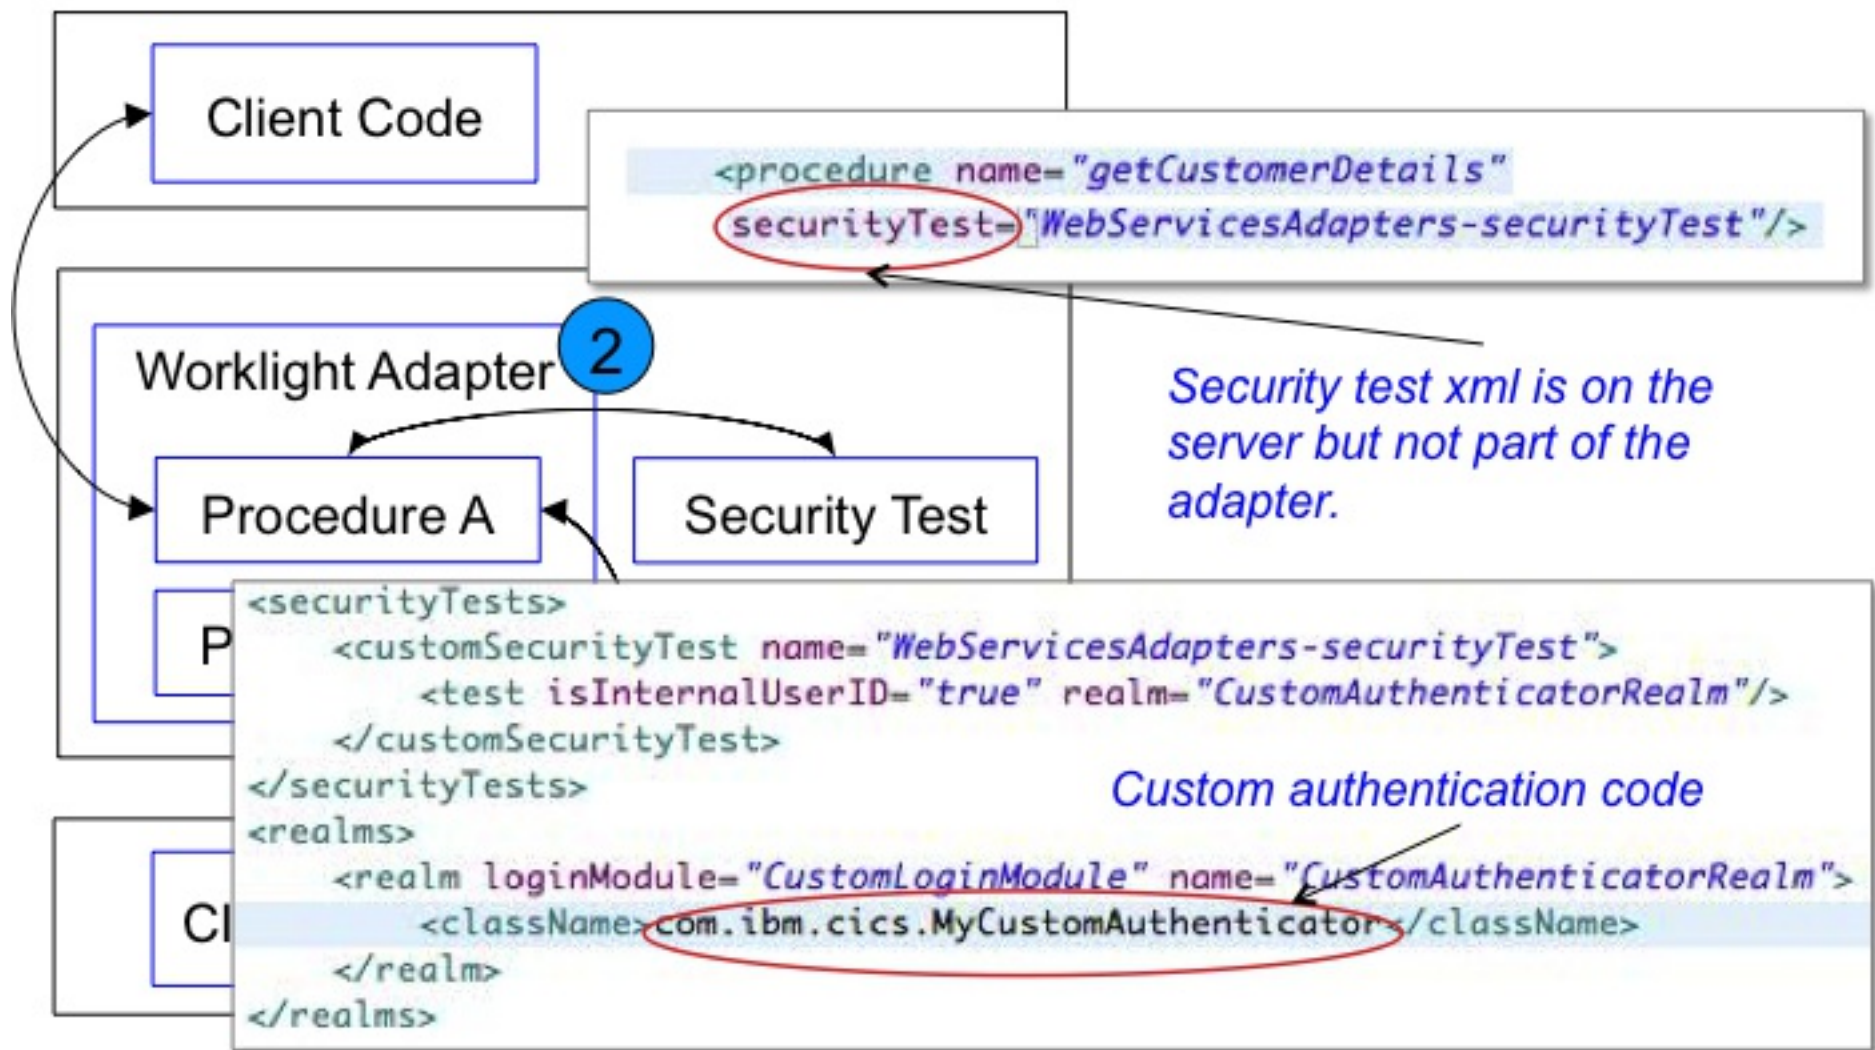 Client Code
<procedure name="getCustomerDetails"
securityTest="WebServicesAdapters-securityTest"/>
2
Worklight Adapter
Security test xml is on the
server but not part of the
adapter.
Procedure A
Security Test
P
<securityTests>
<customSecurityTest name="WebServicesAdapters-securityTest">
<test isInternalUserID="true" realm="CustomAuthenticatorRealm"/>
</customSecurityTest>
</securityTests>
Custom authentication code
<realms>
<realm loginModule="CustomLoginModule" name="CustomAuthenticatorRealm">
Cl
<className>com.ibm.cics.MyCustomAuthenticator</className>
</realm>
</realms>